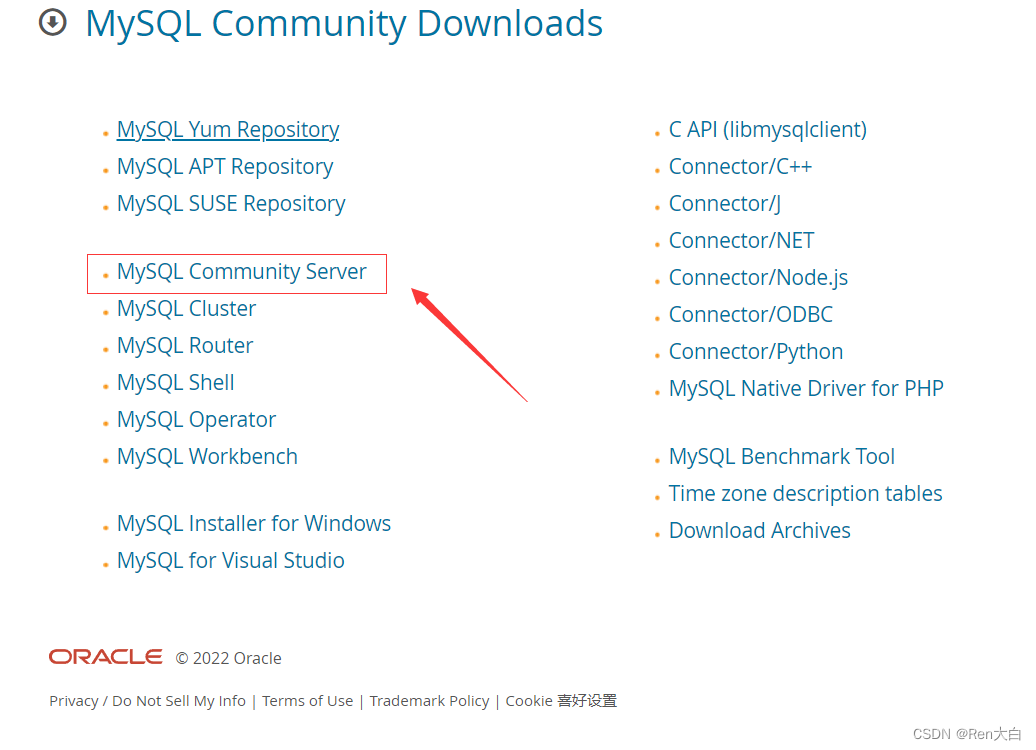 MySQL Community Downloads
MySQL Yum Repository
MySQL APT Repository
MySQL SUSE Repository
MySQL Community Server
MySQL Cluster
MySQL Router
MySQL Shell
MySQL Operator
MySQL Workbench
MySQL Installer for Windows
MySQL for Visual Studio
C API (libmysqlclient)
Connector/C++
Connector/J
Connector/NET
Connector/Node.js
Connector/ODBC
Connector/Python
MySQL Native Driver for PHP
MySQL Benchmark Tool
Time zone description tables
Download Archives
ORACLE © 2022 Oracle
Privacy / Do Not Sell My Info | Terms of Use | Trademark Policy | Cookie 喜好设置
CSDN @Ren大白